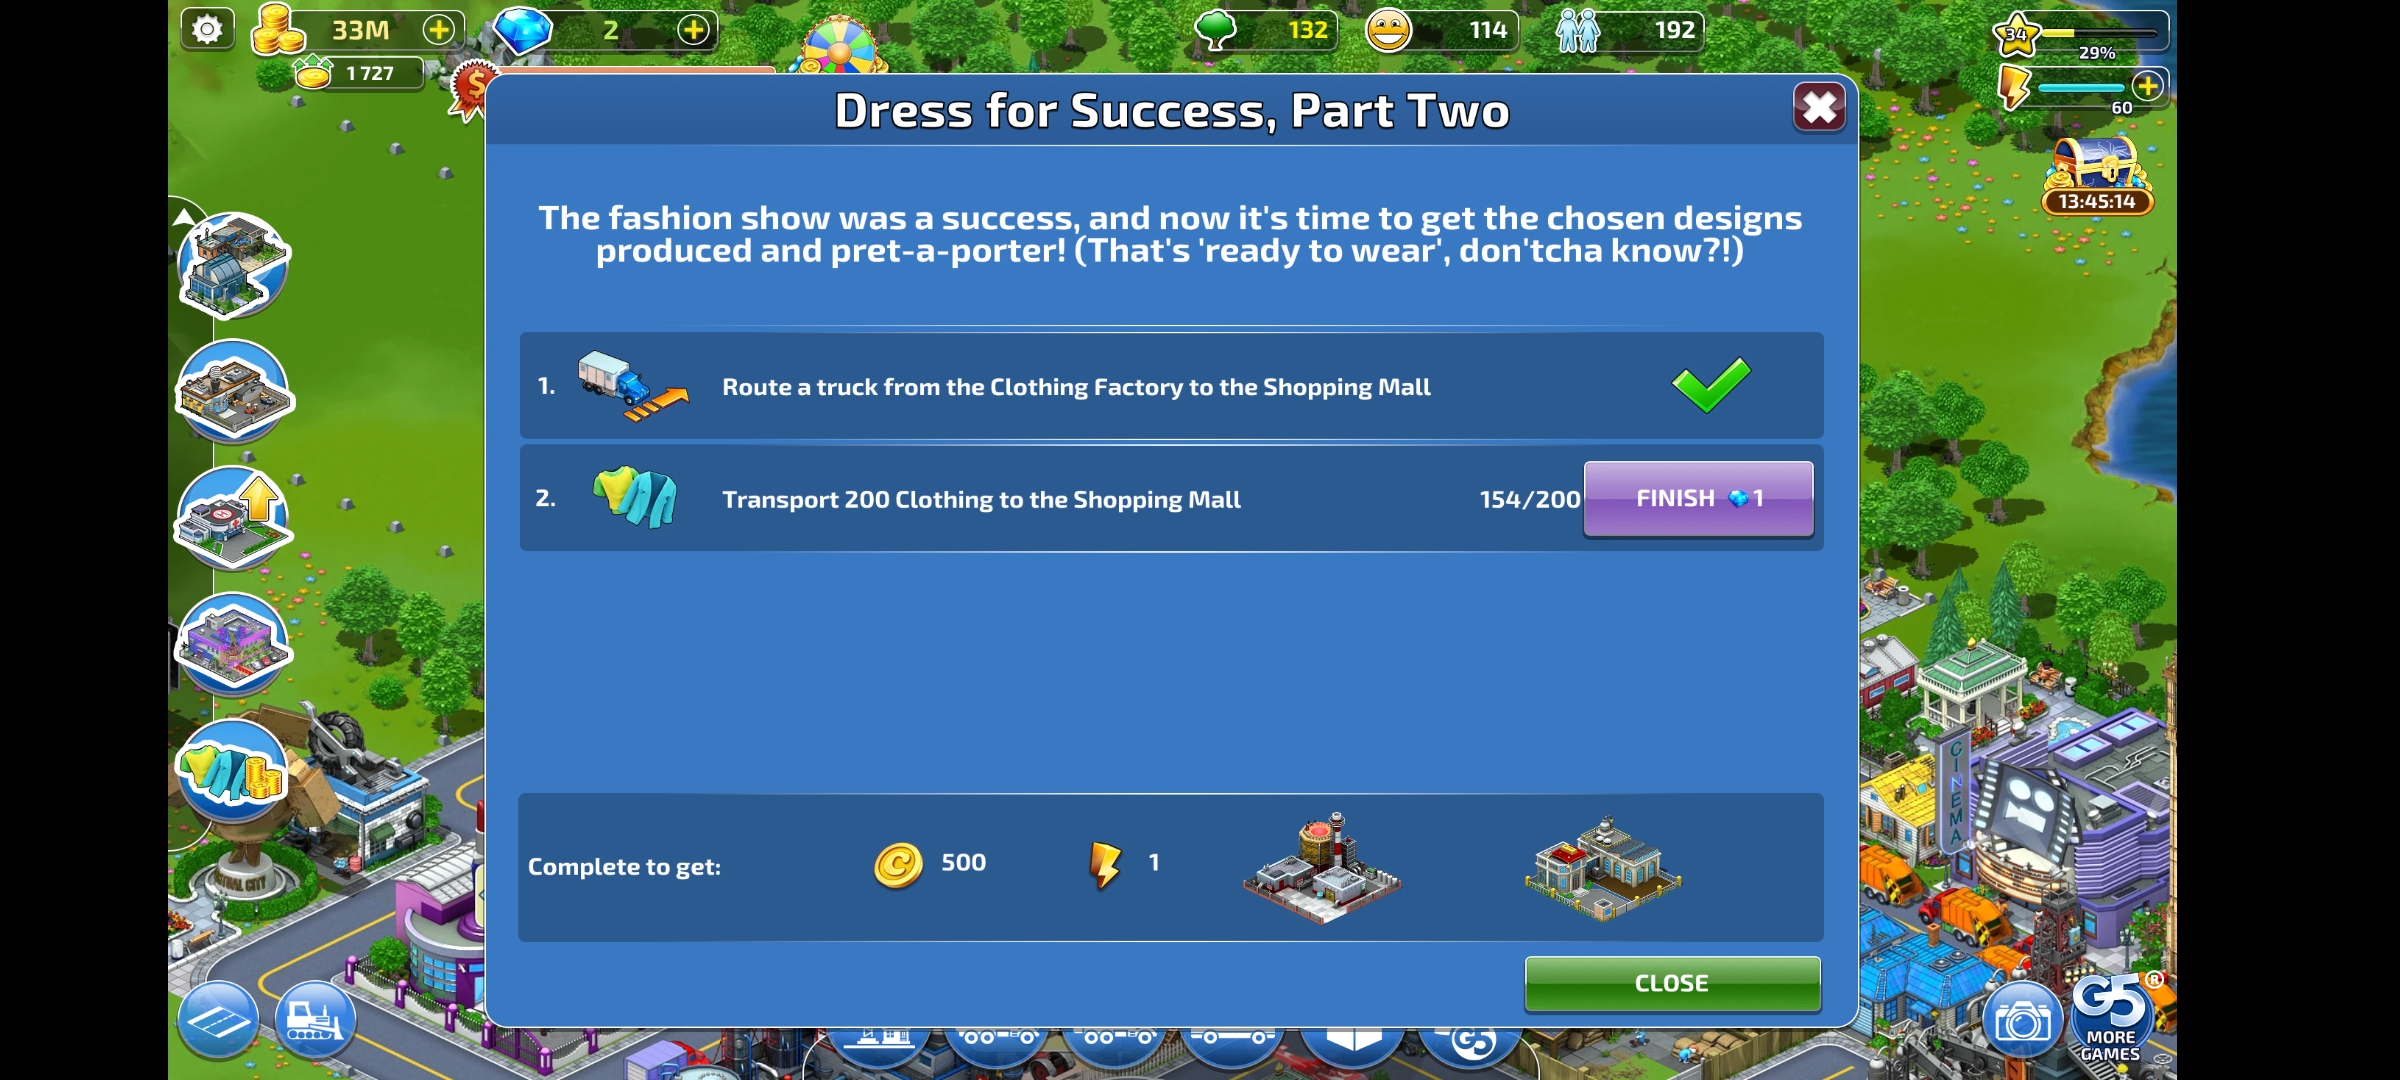 33M
2
132
114
192
34
29%
1 727
60
13:45:14
Dress for Success, Part Two
The fashion show was a success, and now it's time to get the chosen designs
produced and pret-a-porter! (That's 'ready to wear', don'tcha know?!)
1. Route a truck from the Clothing Factory to the Shopping Mall
2. Transport 200 Clothing to the Shopping Mall 154/200 FINISH 1
Complete to get: 500 1
CLOSE
CINEMA
G5
G5®
MORE
GAMES